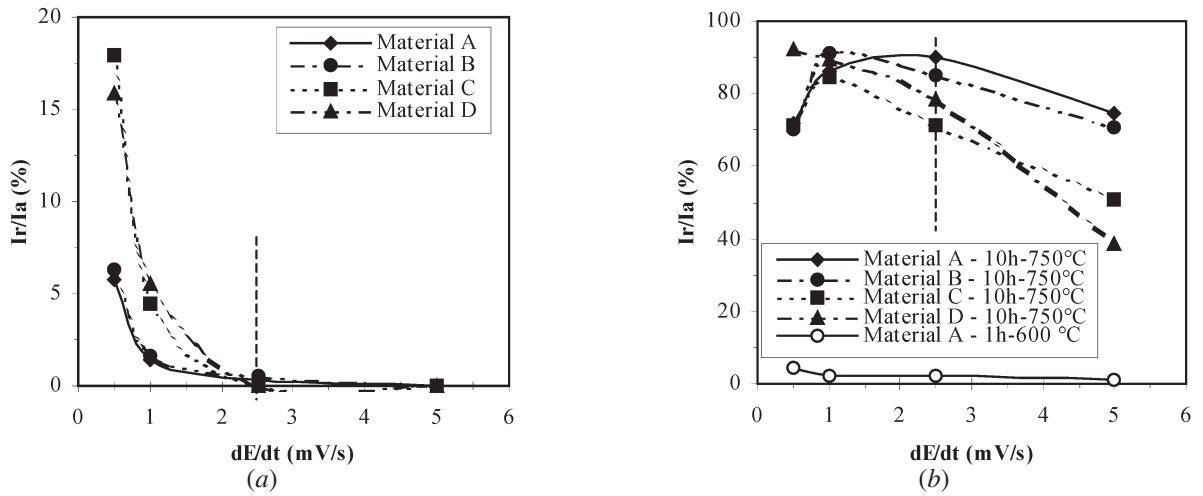 20
15
10
5
0
0 1 2 3 4 5 6
Ir/Ia (%)
dE/dt (mV/s)
Material A
Material B
Material C
Material D
(a)
100
80
60
40
20
0
0 1 2 3 4 5 6
Ir/Ia (%)
dE/dt (mV/s)
Material A - 10h-750°C
Material B - 10h-750°C
Material C - 10h-750°C
Material D - 10h-750°C
Material A - 1h-600 °C
(b)